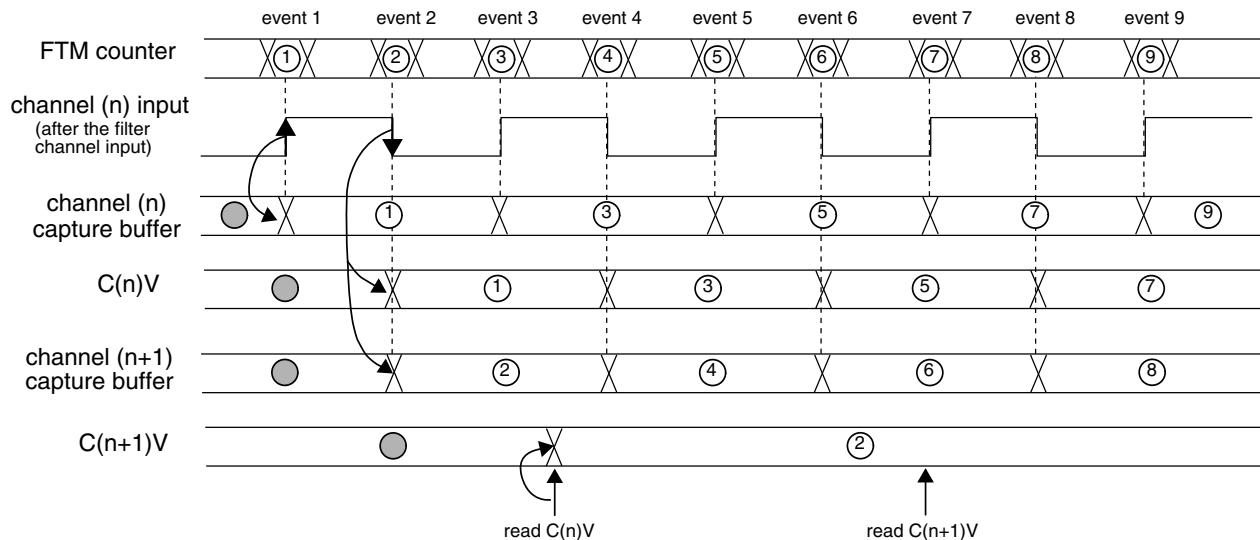 event 1 event 2 event 3 event 4 event 5 event 6 event 7 event 8 event 9
FTM counter 1 2 3 4 5 6 7 8 9
channel (n) input
(after the filter
channel input)
channel (n)
capture buffer 1 3 5 7 9
C(n)V 1 3 5 7
channel (n+1)
capture buffer 2 4 6 8
C(n+1)V 2
read C(n)V read C(n+1)V